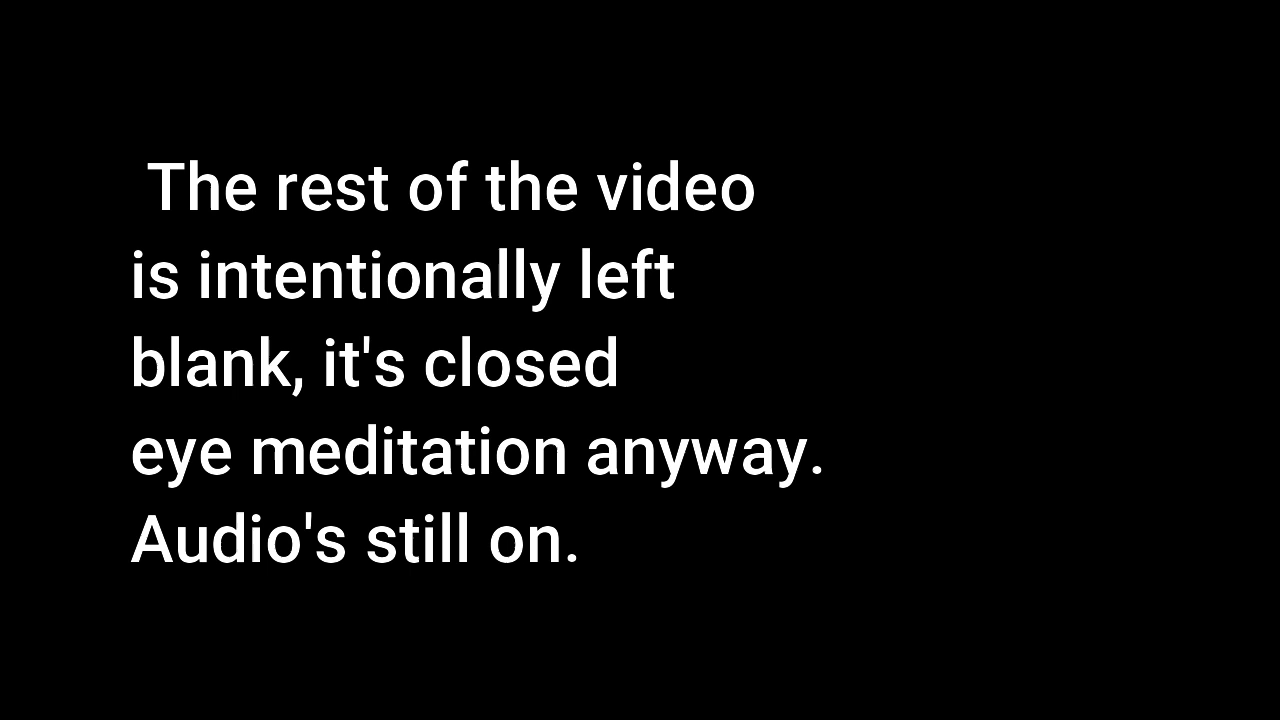 The rest of the video
is intentionally left
blank, it's closed
eye meditation anyway.
Audio's still on.